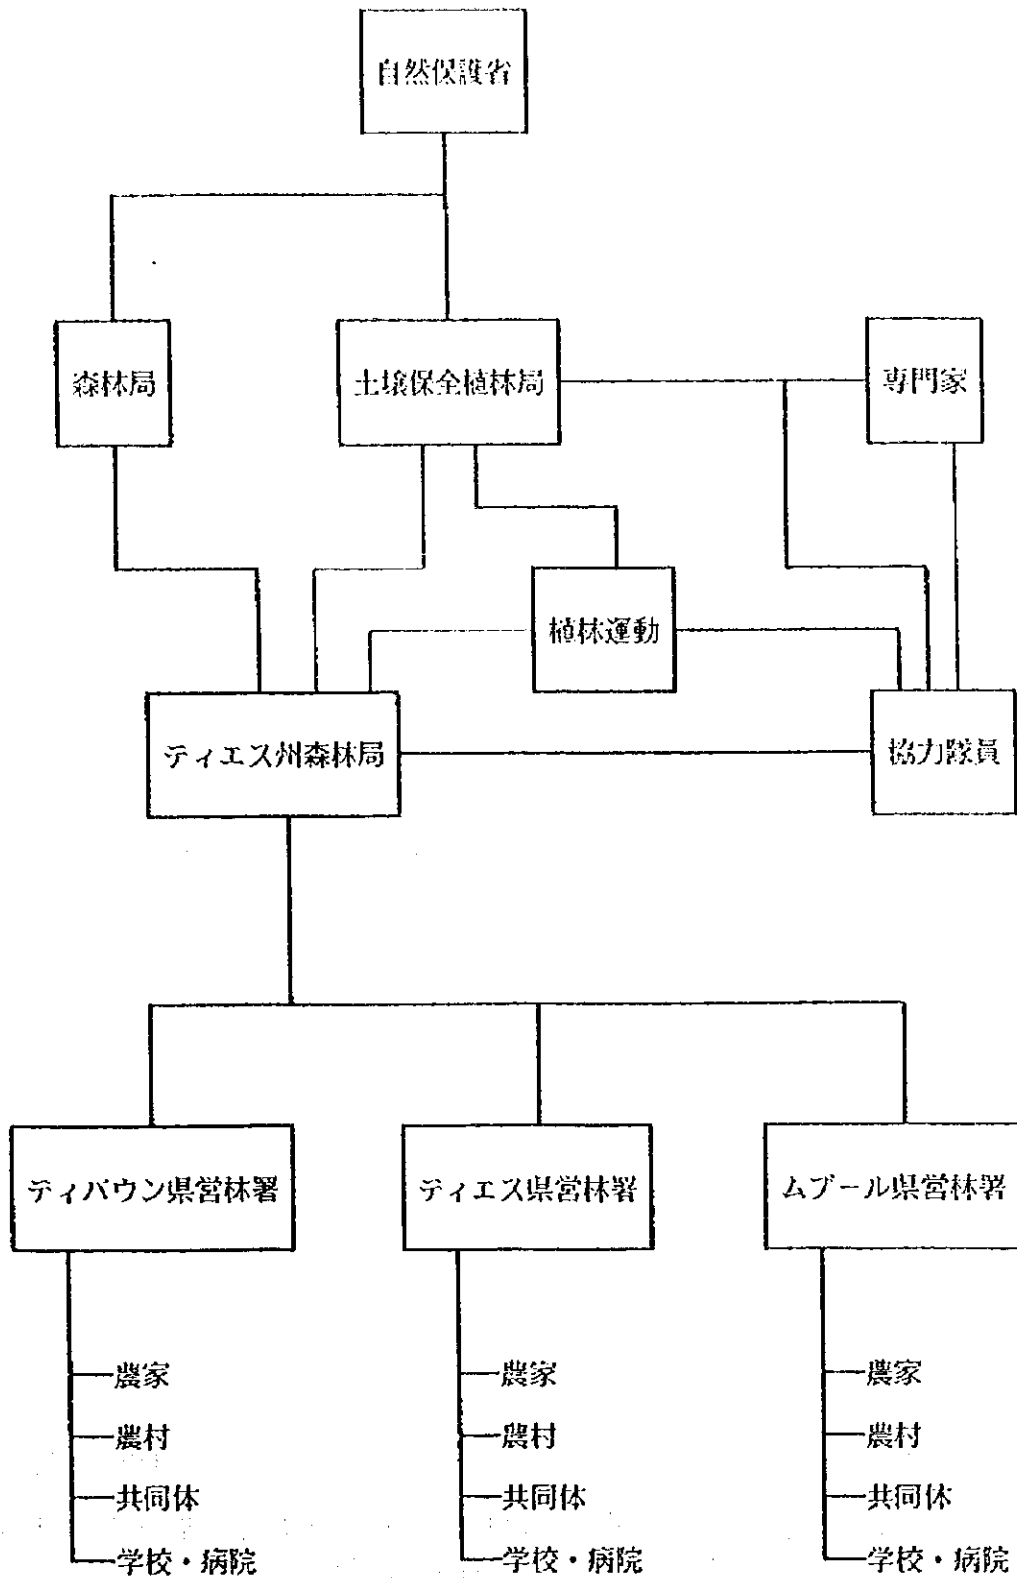 自然保護省
森林局
土壌保全植林局
専門家
植林運動
ティエス州森林局
協力隊員
ティバウン県営林署
ティエス県営林署
ムブール県営林署
農家
農村
共同体
学校・病院
農家
農村
共同体
学校・病院
農家
農村
共同体
学校・病院